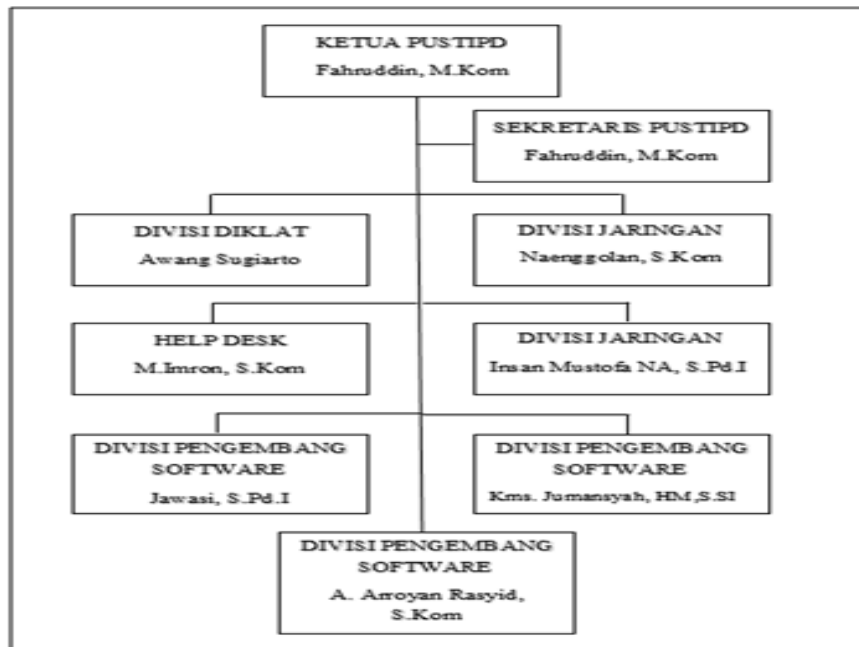 KETUA PUSTIPD
Fahruddin, M.Kom
SEKRETARIS PUSTIPD
Fahruddin, M.Kom
DIVISI DIKLAT
Awang Sugiarto
DIVISI JARINGAN
Naenggolan, S.Kom
HELP DESK
M.Imron, S.Kom
DIVISI JARINGAN
Insan Mustofa NA, S.Pd.I
DIVISI PENGEMBANG
SOFTWARE
Jawasi, S.Pd.I
DIVISI PENGEMBANG
SOFTWARE
Kms. Jumansyah, HM,S.SI
DIVISI PENGEMBANG
SOFTWARE
A. Arroyan Rasyid,
S.Kom